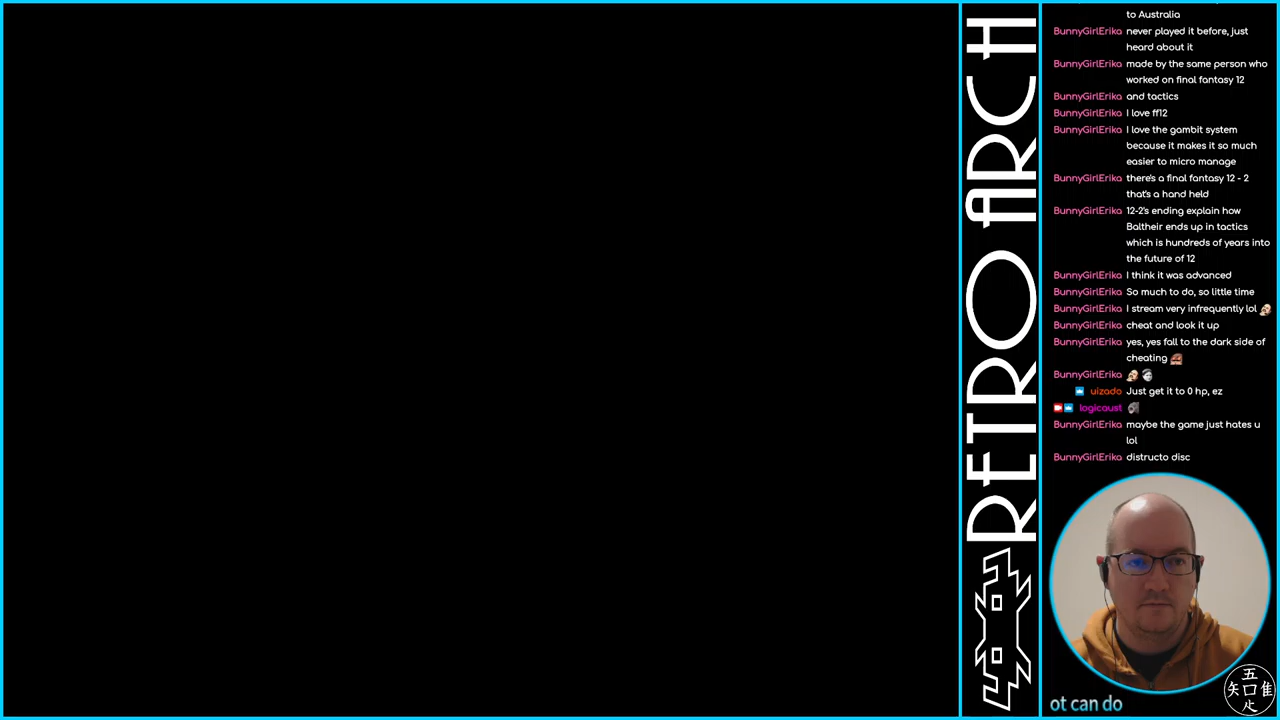 to Australia
BunnyGirlErika never played it before, just
heard about it
BunnyGirlErika made by the same person who
worked on final fantasy 12
BunnyGirlErika and tactics
BunnyGirlErika I love ff12
BunnyGirlErika I love the gambit system
because it makes it so much
easier to micro manage
BunnyGirlErika there's a final fantasy 12 - 2
that's a hand held
BunnyGirlErika 12-2's ending explain how
Baltheir ends up in tactics
which is hundreds of years into
the future of 12
BunnyGirlErika I think it was advanced
BunnyGirlErika So much to do, so little time
BunnyGirlErika I stream very infrequently lol
BunnyGirlErika cheat and look it up
BunnyGirlErika yes, yes fall to the dark side of
cheating
BunnyGirlErika
uizado Just get it to 0 hp, ez
logicaust
BunnyGirlErika maybe the game just hates u
lol
BunnyGirlErika distructo disc
RETROARCH
ot can do
五
矢口隹
疋